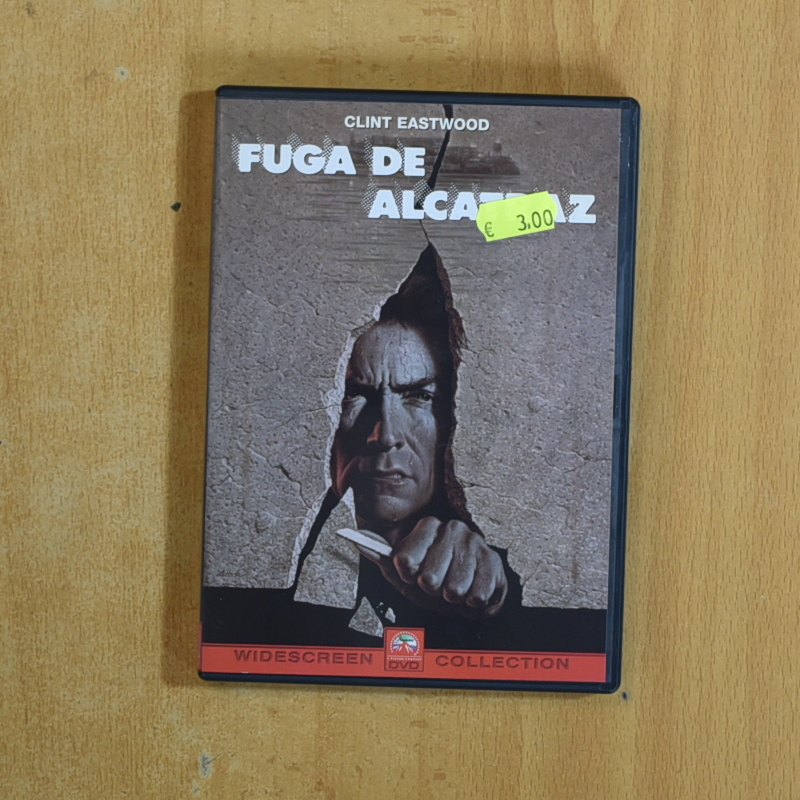 CLINT EASTWOOD
FUGA DE
€ 3.00
WIDESCREEN DVD COLLECTION